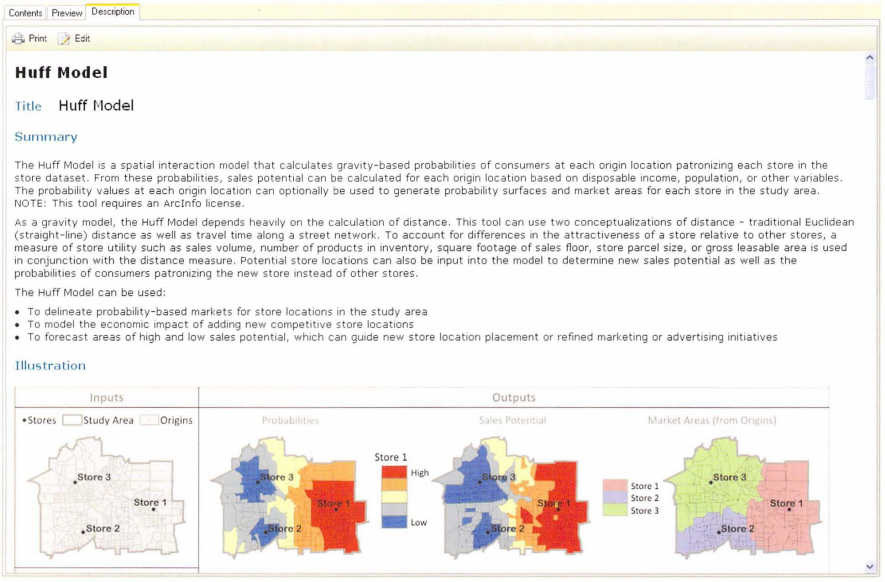 Contents Preview Description
Print Edit
Huff Model
Title Huff Model
Summary
The Huff Model is a spatial interaction model that calculates gravity-based probabilities of consumers at each origin location patronizing each store in the
store dataset. From these probabilities, sales potential can be calculated for each origin location based on disposable income, population, or other variables.
The probability values at each origin location can optionally be used to generate probability surfaces and market areas for each store in the study area.
NOTE: This tool requires an ArcInfo license.
As a gravity model, the Huff Model depends heavily on the calculation of distance. This tool can use two conceptualizations of distance - traditional Euclidean
(straight-line) distance as well as travel time along a street network. To account for differences in the attractiveness of a store relative to other stores, a
measure of store utility such as sales volume, number of products in inventory, square footage of sales floor, store parcel size, or gross leasable area is used
in conjunction with the distance measure. Potential store locations can also be input into the model to determine new sales potential as well as the
probabilities of consumers patronizing the new store instead of other stores.
The Huff Model can be used:
• To delineate probability-based markets for store locations in the study area
• To model the economic impact of adding new competitive store locations
• To forecast areas of high and low sales potential, which can guide new store location placement or refined marketing or advertising initiatives
Illustration
Inputs Outputs
•Stores Study Area Origins Probabilities Sales Potential Market Areas (from Origins)
Store 3
Store 1
Store 2
Store 3
Store 1
Store 2
Store 1
High
Low
Store 3
Store 1
Store 2
Store 1
Store 2
Store 3
Store 3
Store 1
Store 2